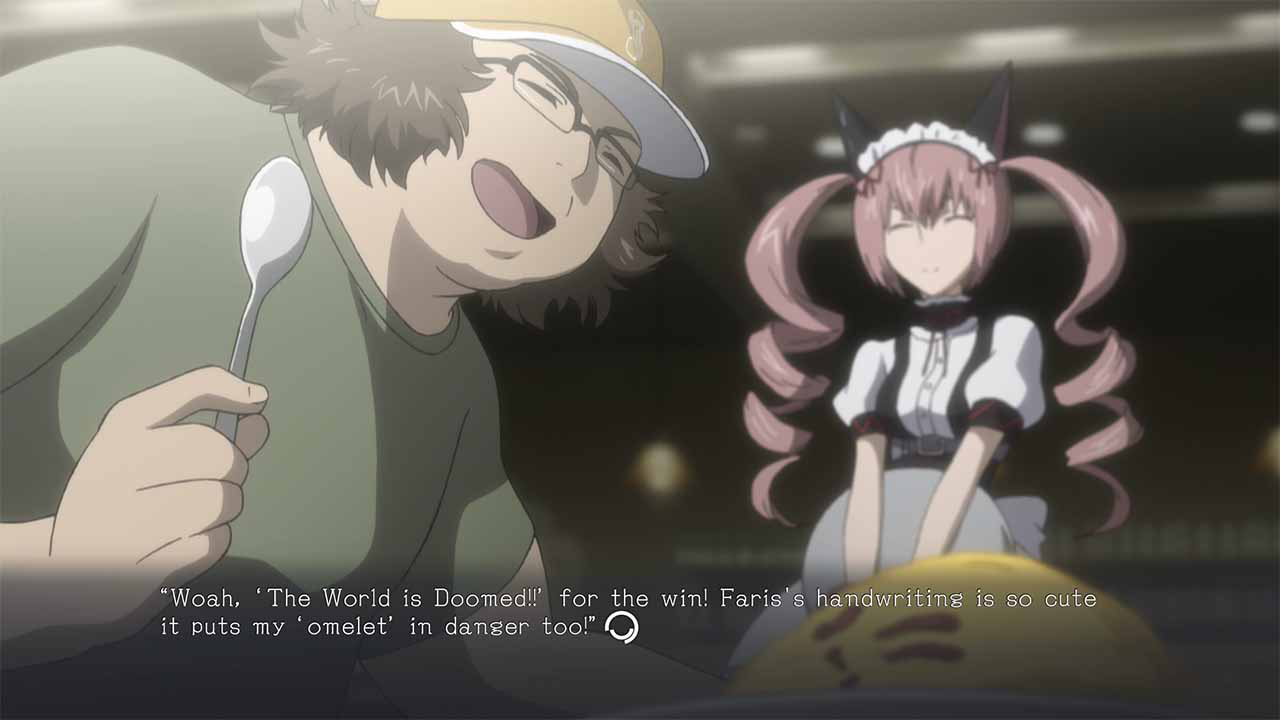 “Woah, ‘The World is Doomed!!’ for the win! Faris's handwriting is so cute
it puts my ‘omelet’ in danger too!”